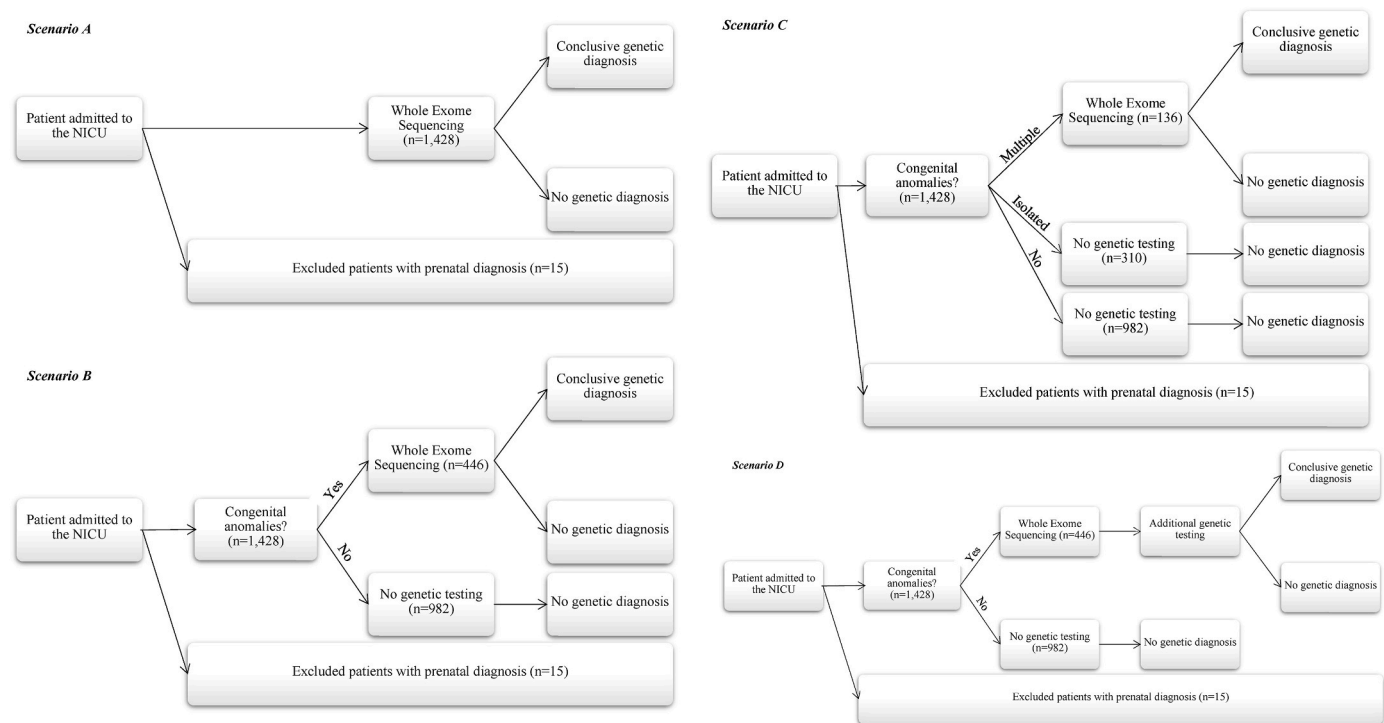 Scenario A
Patient admitted to
the NICU
Whole Exome
Sequencing
(n=1,428)
Conclusive genetic
diagnosis
No genetic diagnosis
Excluded patients with prenatal diagnosis (n=15)
Scenario B
Patient admitted to
the NICU
Congenital
anomalies?
(n=1,428)
Yes
No
Whole Exome
Sequencing (n=446)
No genetic testing
(n=982)
Conclusive genetic
diagnosis
No genetic diagnosis
No genetic diagnosis
Excluded patients with prenatal diagnosis (n=15)
Scenario C
Patient admitted to
the NICU
Congenital
anomalies?
(n=1,428)
Multiple
Isolated
No
Whole Exome
Sequencing (n=136)
No genetic testing
(n=310)
No genetic testing
(n=982)
Conclusive genetic
diagnosis
No genetic diagnosis
No genetic diagnosis
No genetic diagnosis
Excluded patients with prenatal diagnosis (n=15)
Scenario D
Patient admitted to
the NICU
Congenital
anomalies?
(n=1,428)
Yes
No
Whole Exome
Sequencing (n=446)
Additional genetic
testing
Conclusive genetic
diagnosis
No genetic diagnosis
No genetic testing
(n=982)
No genetic diagnosis
Excluded patients with prenatal diagnosis (n=15)